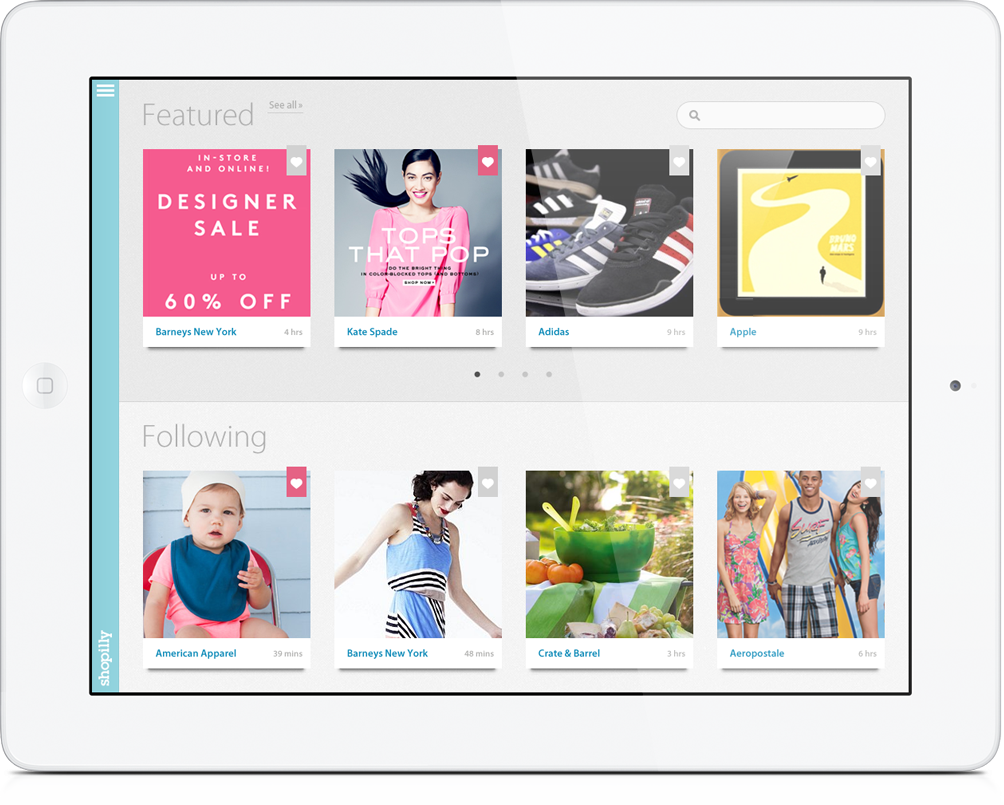 Featured
See all »
IN-STORE
AND ONLINE!
DESIGNER
SALE
UP TO
60% OFF
Barneys New York
4 hrs
TOPS
THAT POP
DO THE BRIGHT THING
IN COLOR-BLOCKED TOPS (AND BOTTOMS)!
SHOP NOW
Kate Spade
8 hrs
Adidas
9 hrs
BRUNO
MARS
Apple
9 hrs
Following
American Apparel
39 mins
Barneys New York
48 mins
Crate & Barrel
3 hrs
Aeropostale
6 hrs
shopilly